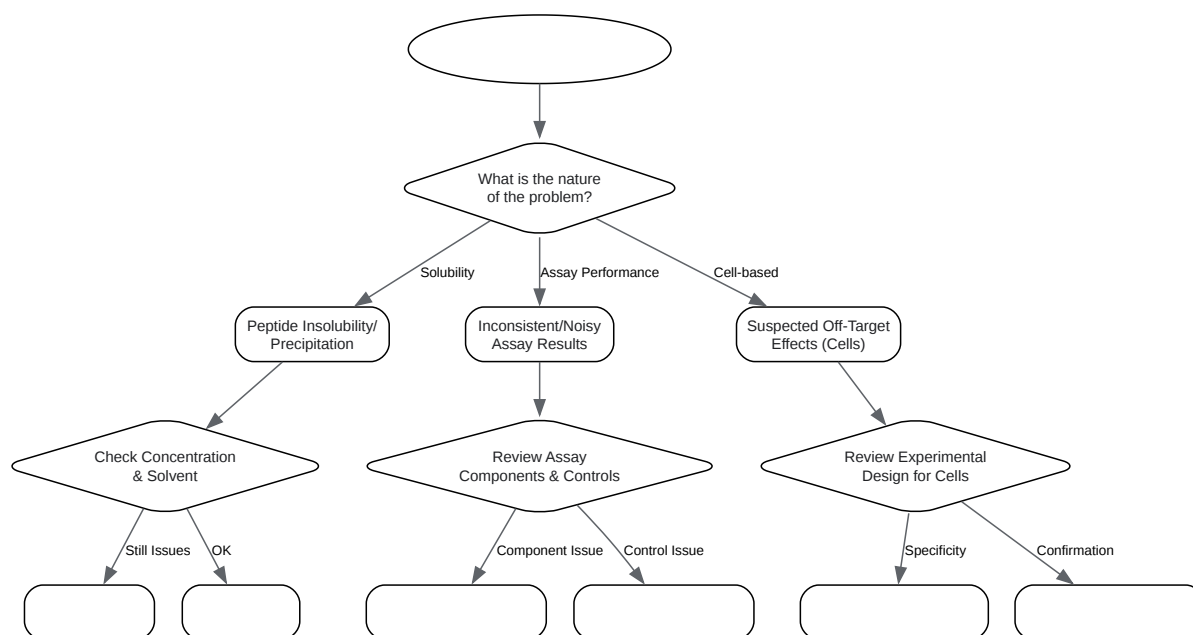 What is the nature
of the problem?
Solubility
Assay Performance
Cell-based
Peptide Insolubility/
Precipitation
Inconsistent/Noisy
Assay Results
Suspected Off-Target
Effects (Cells)
Check Concentration
& Solvent
Review Assay
Components & Controls
Review Experimental
Design for Cells
Still Issues
OK
Component Issue
Control Issue
Specificity
Confirmation